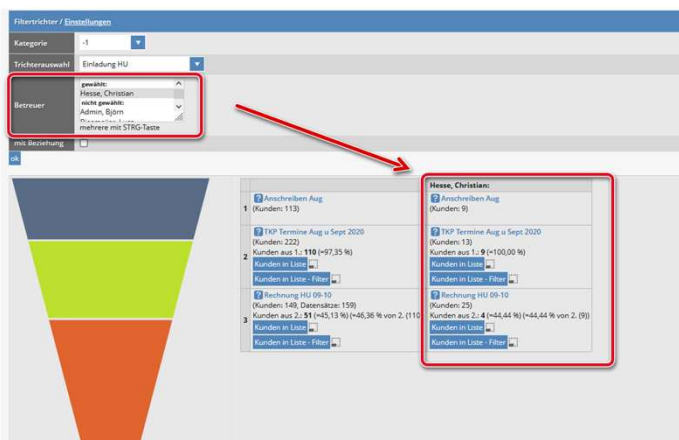 Filtertrichter / Einstellungen
Kategorie
-1
Trichterauswahl
Einladung HU
Betreuer
gewählt:
Hesse, Christian
nicht gewählt:
Admin, Björn
mehrere mit STRG-Taste
mit Beziehung
ok
Hesse, Christian:
1
? Anschreiben Aug
(Kunden: 113)
? Anschreiben Aug
(Kunden: 9)
2
? TKP Termine Aug u Sept 2020
(Kunden: 222)
Kunden aus 1.: 110 (=97,35 %)
Kunden in Liste
Kunden in Liste - Filter
? TKP Termine Aug u Sept 2020
(Kunden: 13)
Kunden aus 1.: 9 (=100,00 %)
Kunden in Liste
Kunden in Liste - Filter
3
? Rechnung HU 09-10
(Kunden: 149, Datensätze: 159)
Kunden aus 2.: 51 (=45,13 %) (=46,36 % von 2. (110
Kunden in Liste
Kunden in Liste - Filter
? Rechnung HU 09-10
(Kunden: 25)
Kunden aus 2.: 4 (=44,44 %) (=44,44 % von 2. (9))
Kunden in Liste
Kunden in Liste - Filter